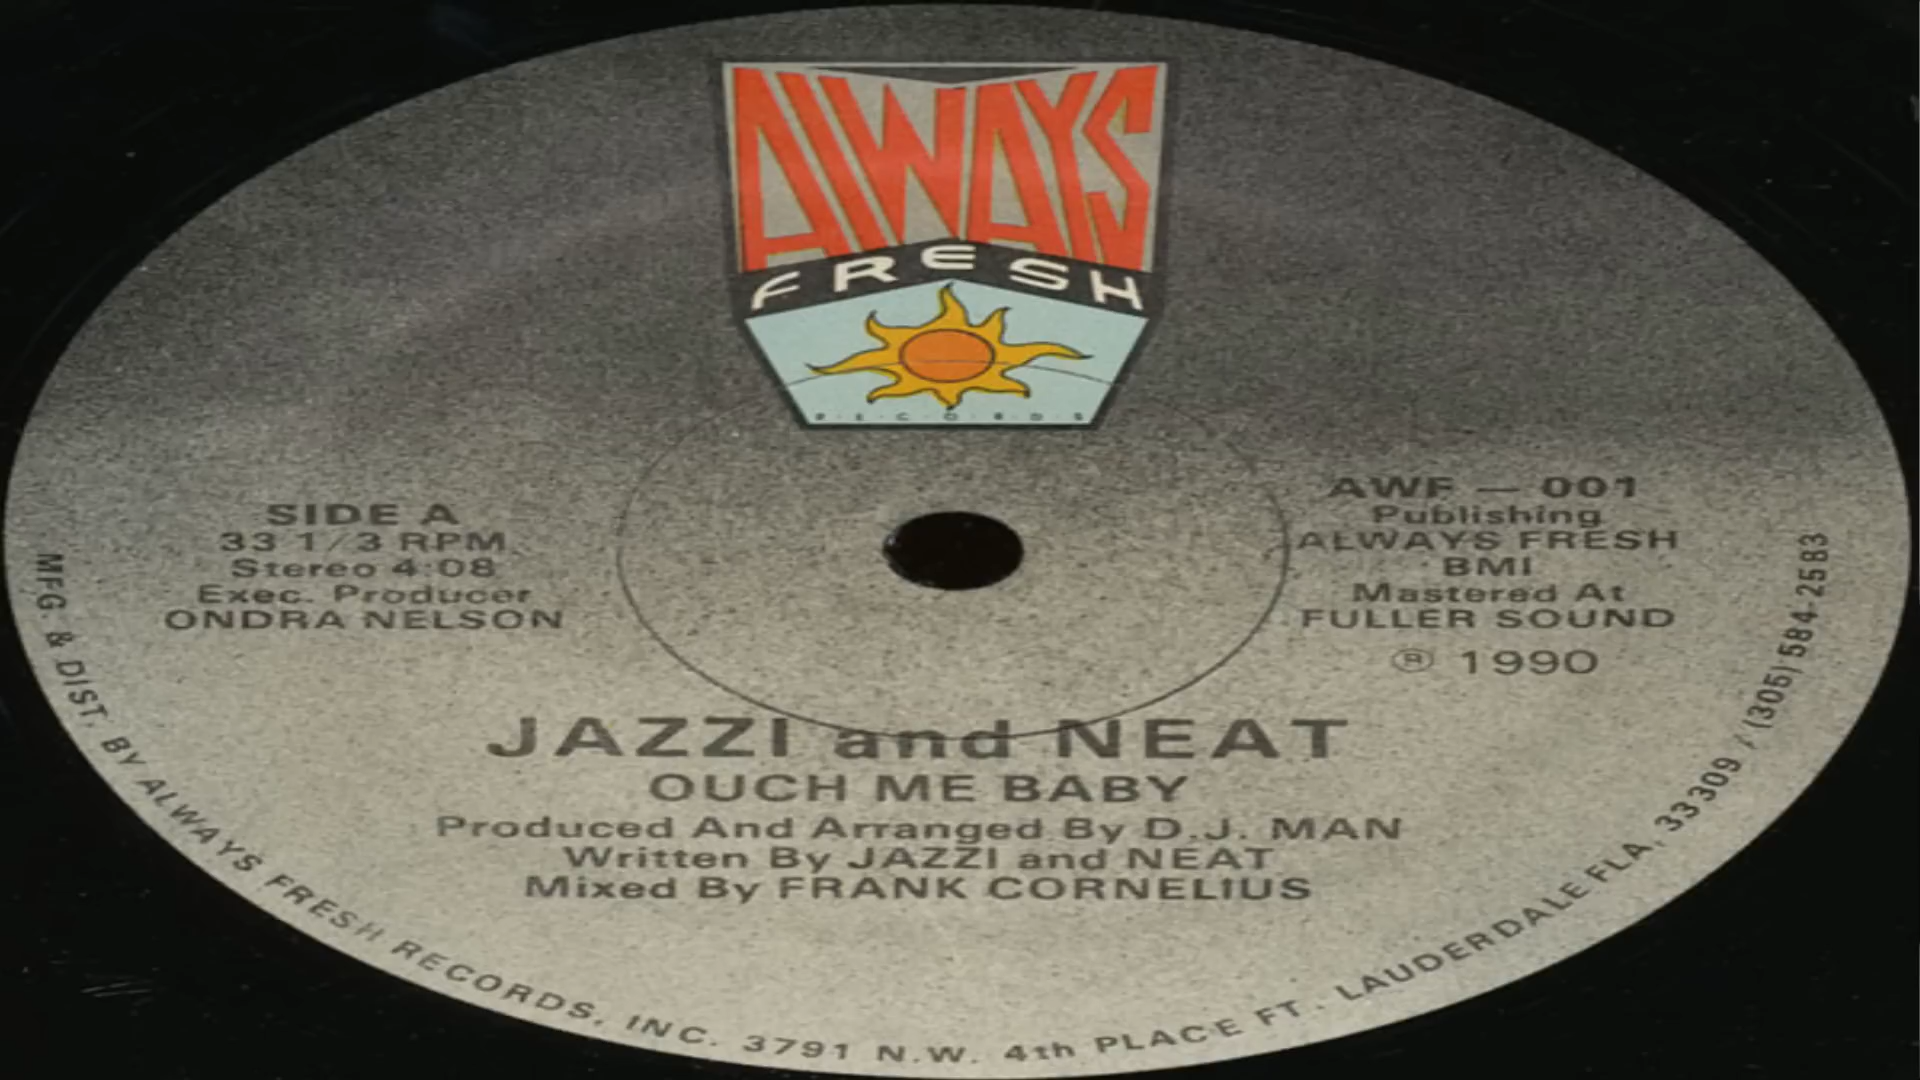 ALWAYS
FRESH
R·E·C·O·R·D·S
SIDE A
33 1/3 RPM
Stereo 4:08
Exec. Producer
ONDRA NELSON
AWF — 001
Publishing
ALWAYS FRESH
BMI
Mastered At
FULLER SOUND
Ⓡ 1990
JAZZI and NEAT
OUCH ME BABY
Produced And Arranged By D.J. MAN
Written By JAZZI and NEAT
Mixed By FRANK CORNELIUS
MFG. & DIST. BY ALWAYS FRESH RECORDS, INC. 3791 N.W. 4th PLACE FT. LAUDERDALE FLA, 33309 / (305) 584-2583